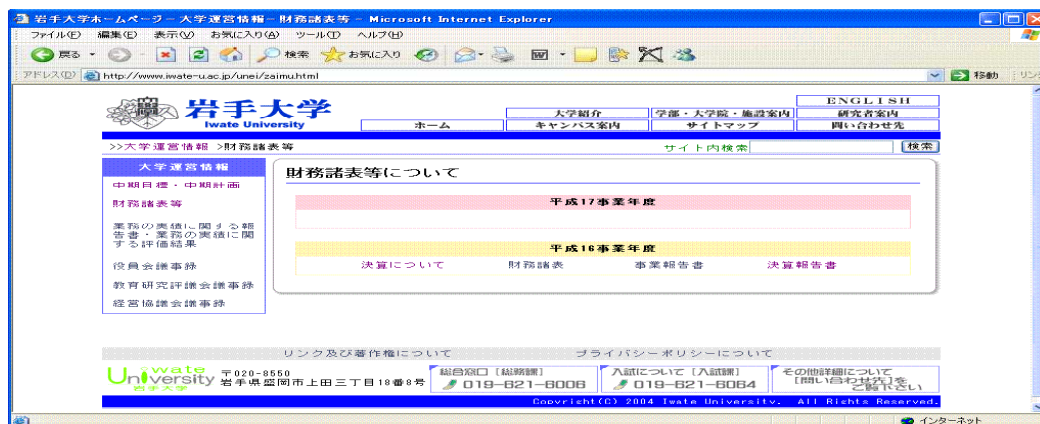 岩手大学ホームページ－大学運営情報－財務諸表等 - Microsoft Internet Explorer
ファイル(F) 編集(E) 表示(V) お気に入り(A) ツール(T) ヘルプ(H)
戻る 検索 お気に入り
アドレス(D) http://www.iwate-u.ac.jp/unei/zaimu.html 移動
ENGLISH
岩手大学
Iwate University
大学紹介 学部・大学院・施設案内 研究者案内
ホーム キャンパス案内 サイトマップ 問い合わせ先
>>大学運営情報 >財務諸表等 サイト内検索 検索
大学運営情報
中期目標・中期計画
財務諸表等
業務の実績に関する報
告書・業務の実績に関
する評価結果
役員会議事録
教育研究評議会議事録
経営協議会議事録
財務諸表等について
平成17事業年度
平成16事業年度
決算について 財務諸表 事業報告書 決算報告書
リンク及び著作権について プライバシーポリシーについて
Iwate University
岩手大学
〒020-8550
岩手県盛岡市上田三丁目18番8号
総合窓口［総務課］
019-621-6006
入試について［入試課］
019-621-6064
その他詳細について
[問い合わせ先]を
ご覧下さい
Copyright(C) 2004 Iwate University. All Rights Reserved.
インターネット